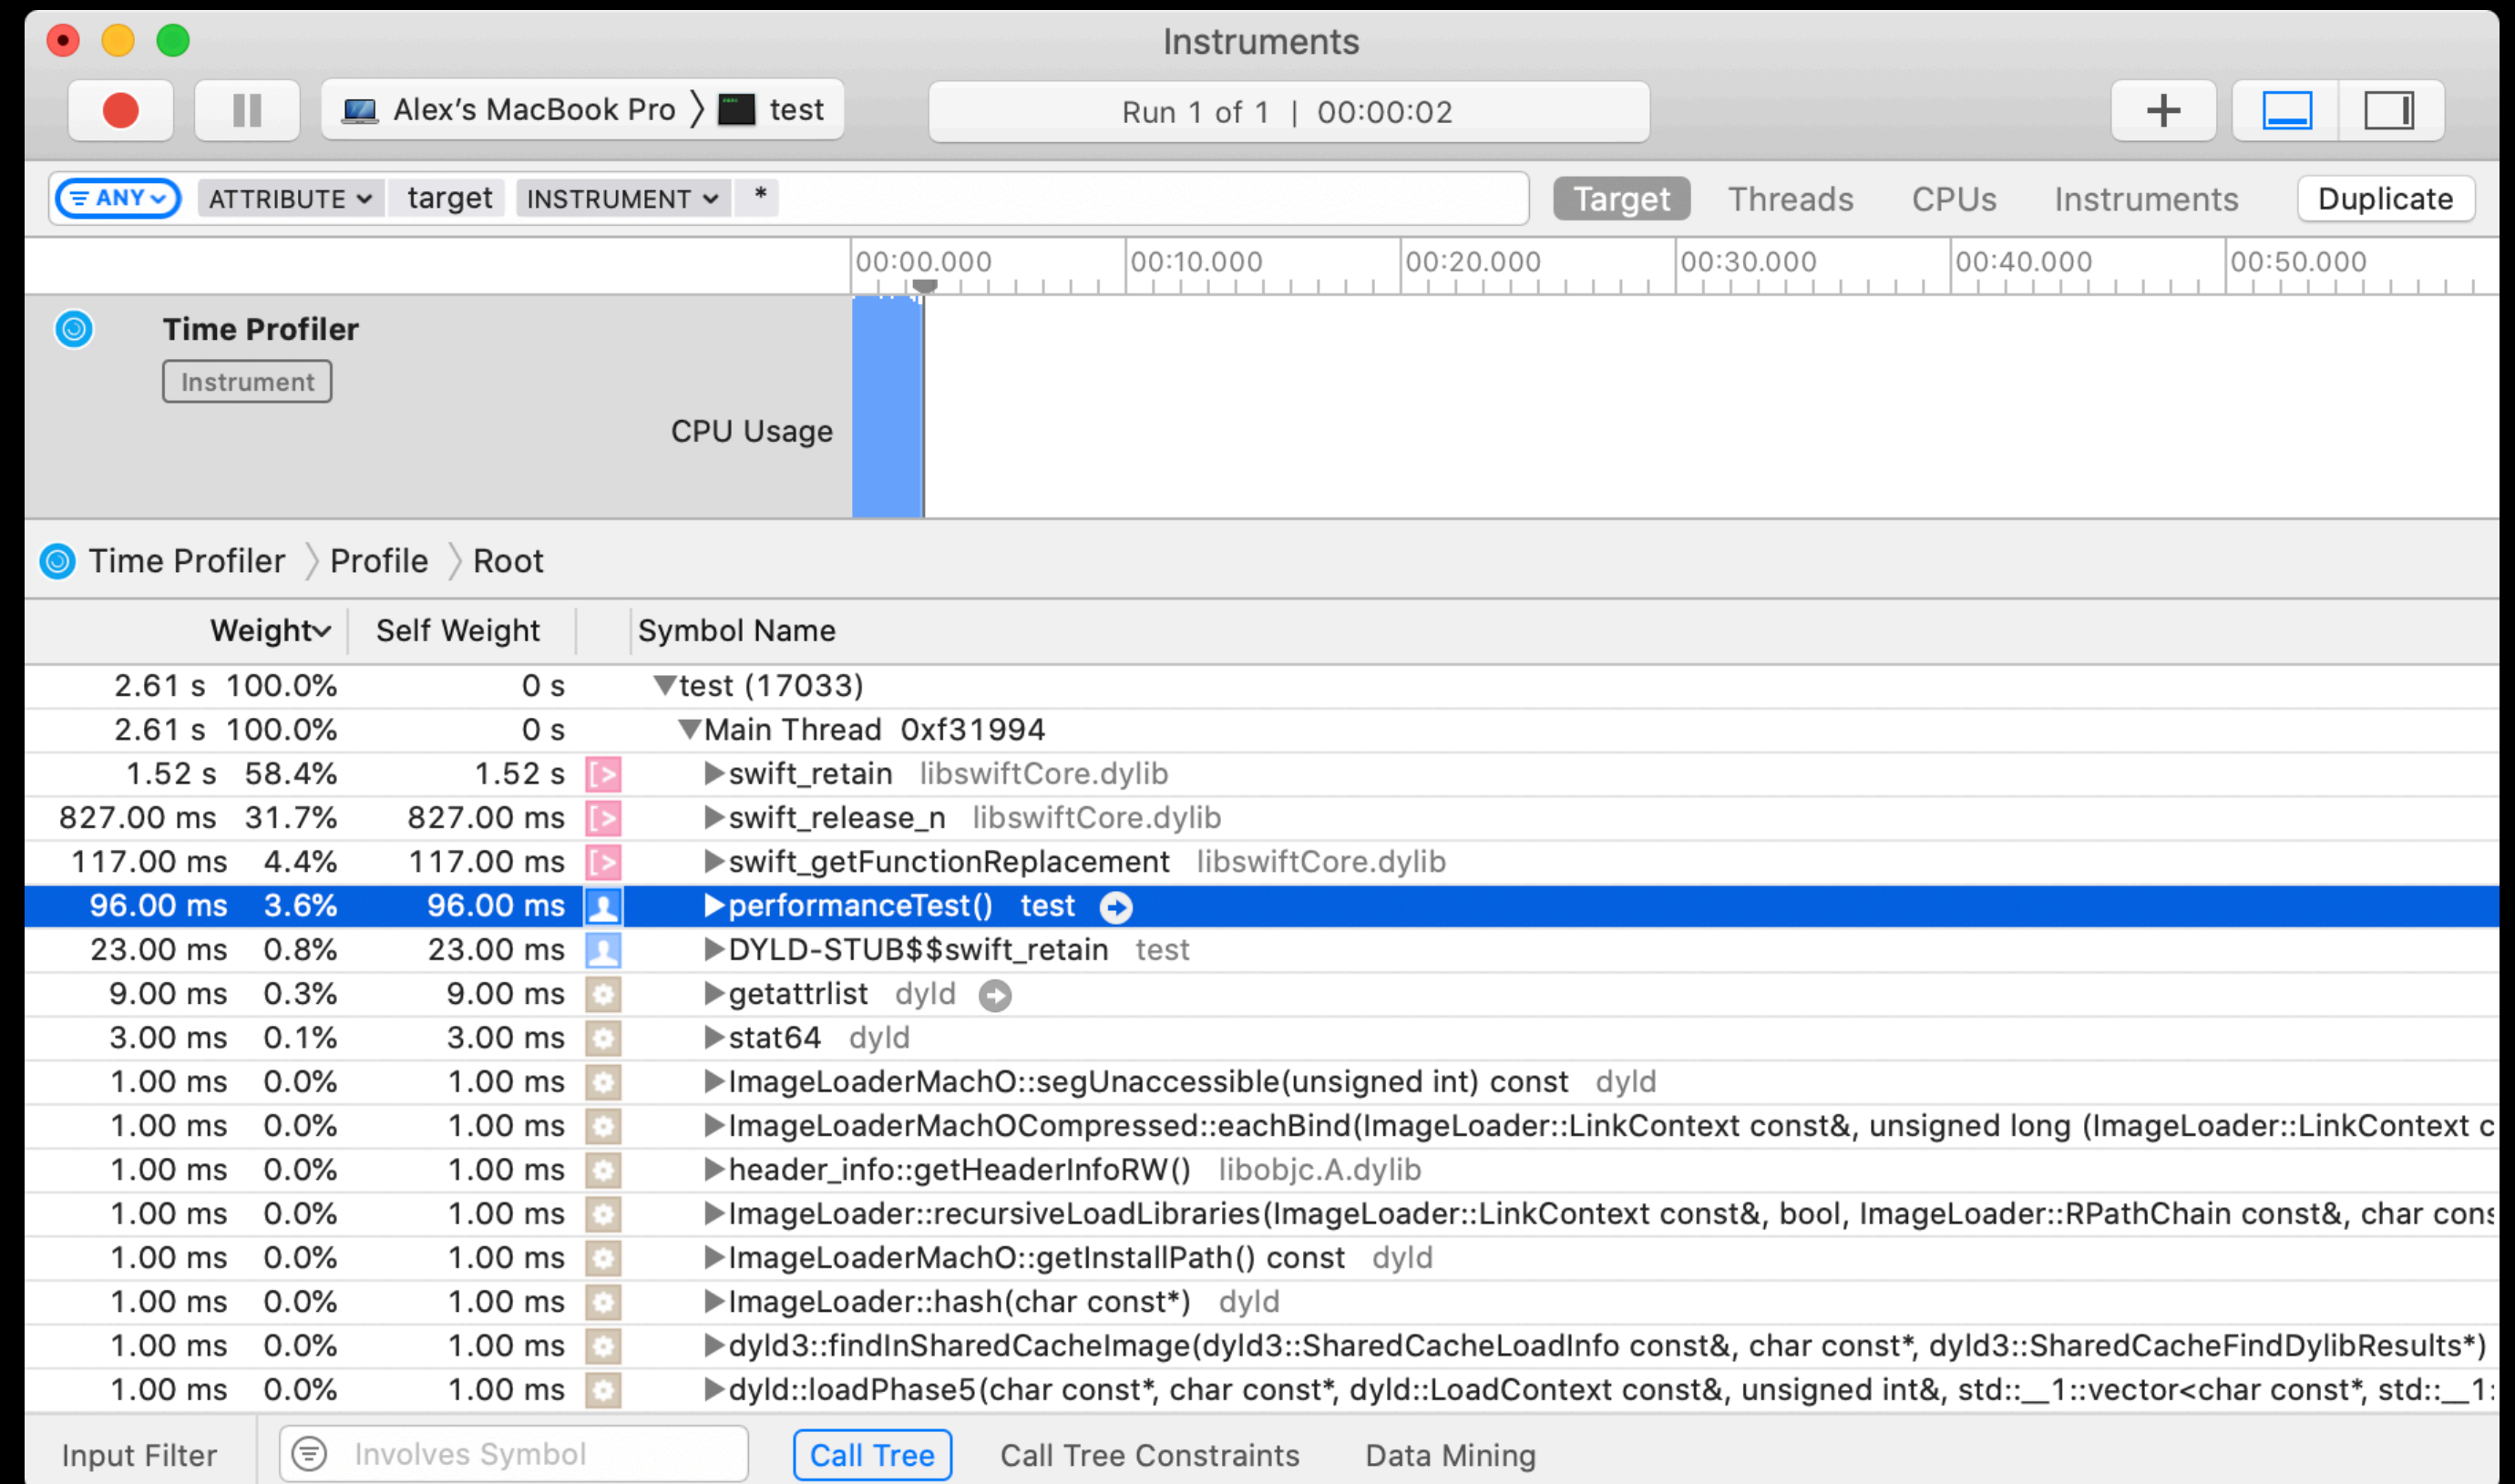 Instruments
Alex’s MacBook Pro 〉 test
Run 1 of 1 | 00:00:02
ANY ATTRIBUTE target INSTRUMENT * Target Threads CPUs Instruments Duplicate
00:00.000 00:10.000 00:20.000 00:30.000 00:40.000 00:50.000
Time Profiler
Instrument
CPU Usage
Time Profiler 〉 Profile 〉 Root
Weight Self Weight Symbol Name
2.61 s 100.0% 0 s test (17033)
2.61 s 100.0% 0 s Main Thread 0xf31994
1.52 s 58.4% 1.52 s swift_retain libswiftCore.dylib
827.00 ms 31.7% 827.00 ms swift_release_n libswiftCore.dylib
117.00 ms 4.4% 117.00 ms swift_getFunctionReplacement libswiftCore.dylib
96.00 ms 3.6% 96.00 ms performanceTest() test
23.00 ms 0.8% 23.00 ms DYLD-STUB$$swift_retain test
9.00 ms 0.3% 9.00 ms getattrlist dyld
3.00 ms 0.1% 3.00 ms stat64 dyld
1.00 ms 0.0% 1.00 ms ImageLoaderMachO::segUnaccessible(unsigned int) const dyld
1.00 ms 0.0% 1.00 ms ImageLoaderMachOCompressed::eachBind(ImageLoader::LinkContext const&, unsigned long (ImageLoader::LinkContext c
1.00 ms 0.0% 1.00 ms header_info::getHeaderInfoRW() libobjc.A.dylib
1.00 ms 0.0% 1.00 ms ImageLoader::recursiveLoadLibraries(ImageLoader::LinkContext const&, bool, ImageLoader::RPathChain const&, char cons
1.00 ms 0.0% 1.00 ms ImageLoaderMachO::getInstallPath() const dyld
1.00 ms 0.0% 1.00 ms ImageLoader::hash(char const*) dyld
1.00 ms 0.0% 1.00 ms dyld3::findInSharedCacheImage(dyld3::SharedCacheLoadInfo const&, char const*, dyld3::SharedCacheFindDylibResults*)
1.00 ms 0.0% 1.00 ms dyld::loadPhase5(char const*, char const*, dyld::LoadContext const&, unsigned int&, std::__1::vector<char const*, std::__1:
Input Filter Involves Symbol Call Tree Call Tree Constraints Data Mining